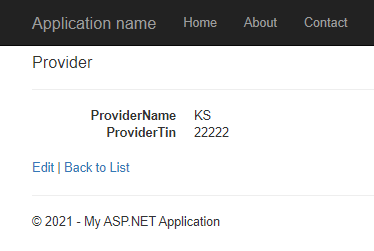 Application name Home About Contact
Provider
ProviderName KS
ProviderTin 22222
Edit | Back to List
© 2021 - My ASP.NET Application